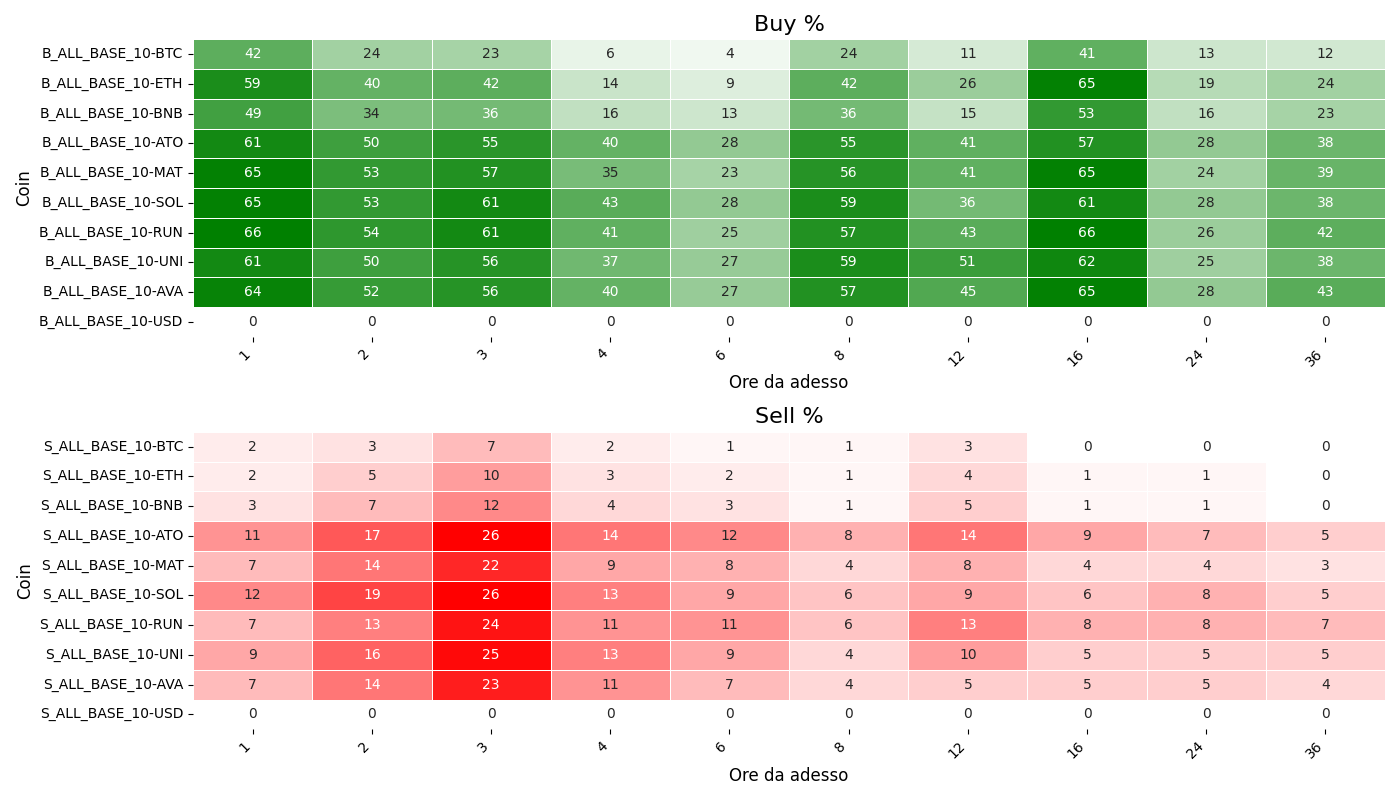 Buy %
B_ALL_BASE_10-BTC 42 24 23 6 4 24 11 41 13 12
B_ALL_BASE_10-ETH 59 40 42 14 9 42 26 65 19 24
B_ALL_BASE_10-BNB 49 34 36 16 13 36 15 53 16 23
B_ALL_BASE_10-ATO 61 50 55 40 28 55 41 57 28 38
B_ALL_BASE_10-MAT 65 53 57 35 23 56 41 65 24 39
B_ALL_BASE_10-SOL 65 53 61 43 28 59 36 61 28 38
B_ALL_BASE_10-RUN 66 54 61 41 25 57 43 66 26 42
B_ALL_BASE_10-UNI 61 50 56 37 27 59 51 62 25 38
B_ALL_BASE_10-AVA 64 52 56 40 27 57 45 65 28 43
B_ALL_BASE_10-USD 0 0 0 0 0 0 0 0 0 0
Coin
1 2 3 4 6 8 12 16 24 36
Ore da adesso
Sell %
S_ALL_BASE_10-BTC 2 3 7 2 1 1 3 0 0 0
S_ALL_BASE_10-ETH 2 5 10 3 2 1 4 1 1 0
S_ALL_BASE_10-BNB 3 7 12 4 3 1 5 1 1 0
S_ALL_BASE_10-ATO 11 17 26 14 12 8 14 9 7 5
S_ALL_BASE_10-MAT 7 14 22 9 8 4 8 4 4 3
S_ALL_BASE_10-SOL 12 19 26 13 9 6 9 6 8 5
S_ALL_BASE_10-RUN 7 13 24 11 11 6 13 8 8 7
S_ALL_BASE_10-UNI 9 16 25 13 9 4 10 5 5 5
S_ALL_BASE_10-AVA 7 14 23 11 7 4 5 5 5 4
S_ALL_BASE_10-USD 0 0 0 0 0 0 0 0 0 0
Coin
1 2 3 4 6 8 12 16 24 36
Ore da adesso